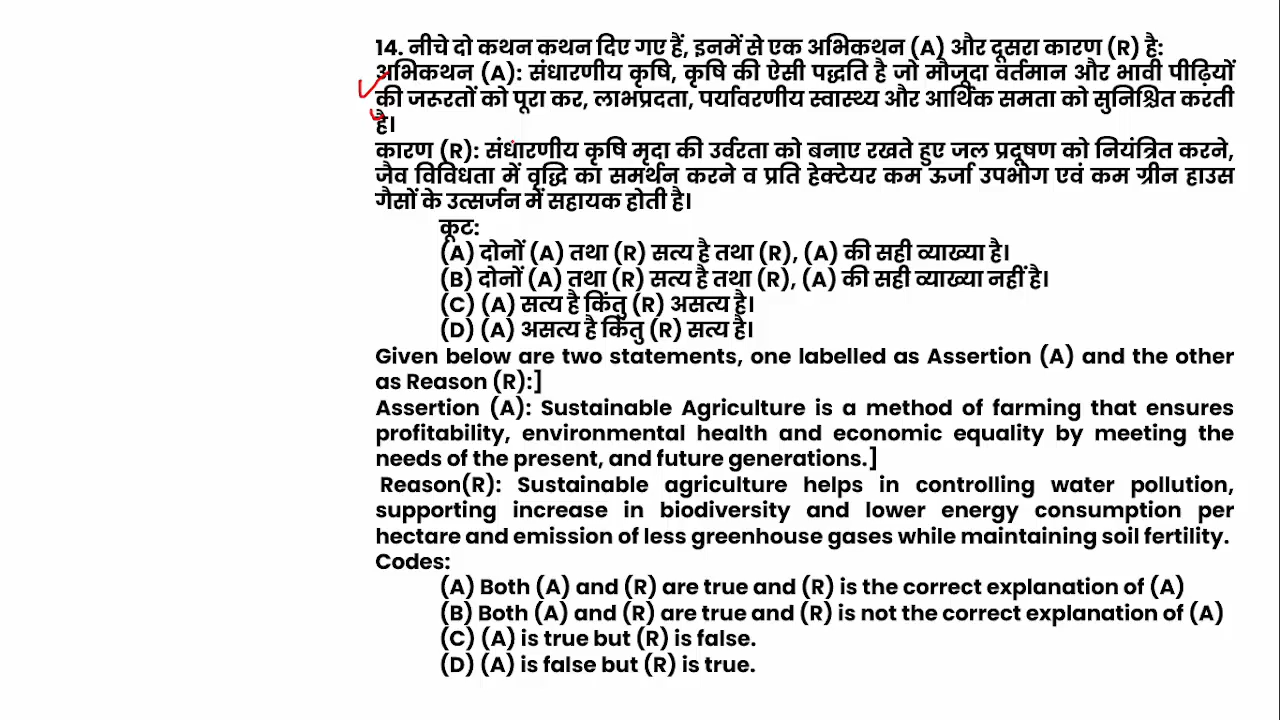 14. नीचे दो कथन कथन दिए गए हैं, इनमें से एक अभिकथन (A) और दूसरा कारण (R) है:
अभिकथन (A): संधारणीय कृषि, कृषि की ऐसी पद्धति है जो मौजूदा वर्तमान और भावी पीढ़ियों
की जरूरतों को पूरा कर, लाभप्रदता, पर्यावरणीय स्वास्थ्य और आर्थिक समता को सुनिश्चित करती
है।
कारण (R): संधारणीय कृषि मृदा की उर्वरता को बनाए रखते हुए जल प्रदूषण को नियंत्रित करने,
जैव विविधता में वृद्धि का समर्थन करने व प्रति हेक्टेयर कम ऊर्जा उपभोग एवं कम ग्रीन हाउस
गैसों के उत्सर्जन में सहायक होती है।
कूट:
(A) दोनों (A) तथा (R) सत्य है तथा (R), (A) की सही व्याख्या है।
(B) दोनों (A) तथा (R) सत्य है तथा (R), (A) की सही व्याख्या नहीं है।
(C) (A) सत्य है किंतु (R) असत्य है।
(D) (A) असत्य है किंतु (R) सत्य है।
Given below are two statements, one labelled as Assertion (A) and the other
as Reason (R):]
Assertion (A): Sustainable Agriculture is a method of farming that ensures
profitability, environmental health and economic equality by meeting the
needs of the present, and future generations.]
Reason(R): Sustainable agriculture helps in controlling water pollution,
supporting increase in biodiversity and lower energy consumption per
hectare and emission of less greenhouse gases while maintaining soil fertility.
Codes:
(A) Both (A) and (R) are true and (R) is the correct explanation of (A)
(B) Both (A) and (R) are true and (R) is not the correct explanation of (A)
(C) (A) is true but (R) is false.
(D) (A) is false but (R) is true.